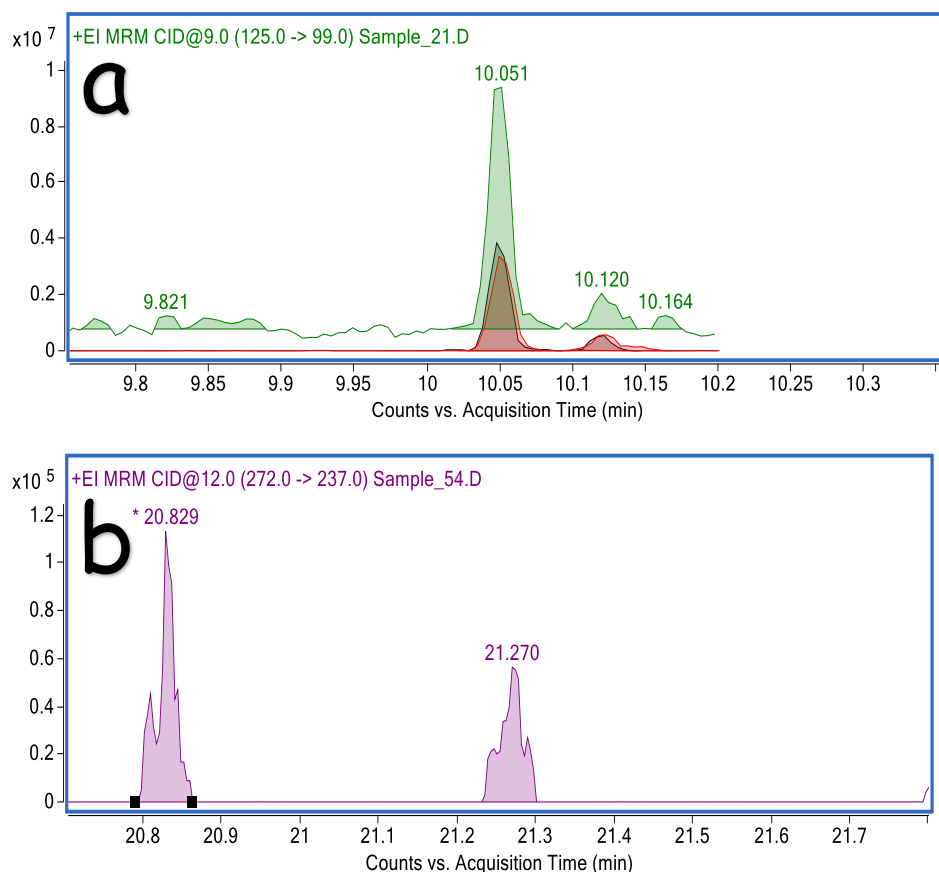 +EI MRM CID@9.0 (125.0 -> 99.0) Sample_21.D
x10 7
a
1
0.8
0.6
0.4
0.2
0
10.051
9.821
10.120
10.164
9.8 9.85 9.9 9.95 10 10.05 10.1 10.15 10.2 10.25 10.3
Counts vs. Acquisition Time (min)
+EI MRM CID@12.0 (272.0 -> 237.0) Sample_54.D
x10 5
b
1.2
1
0.8
0.6
0.4
0.2
0
* 20.829
21.270
20.8 20.9 21 21.1 21.2 21.3 21.4 21.5 21.6 21.7
Counts vs. Acquisition Time (min)